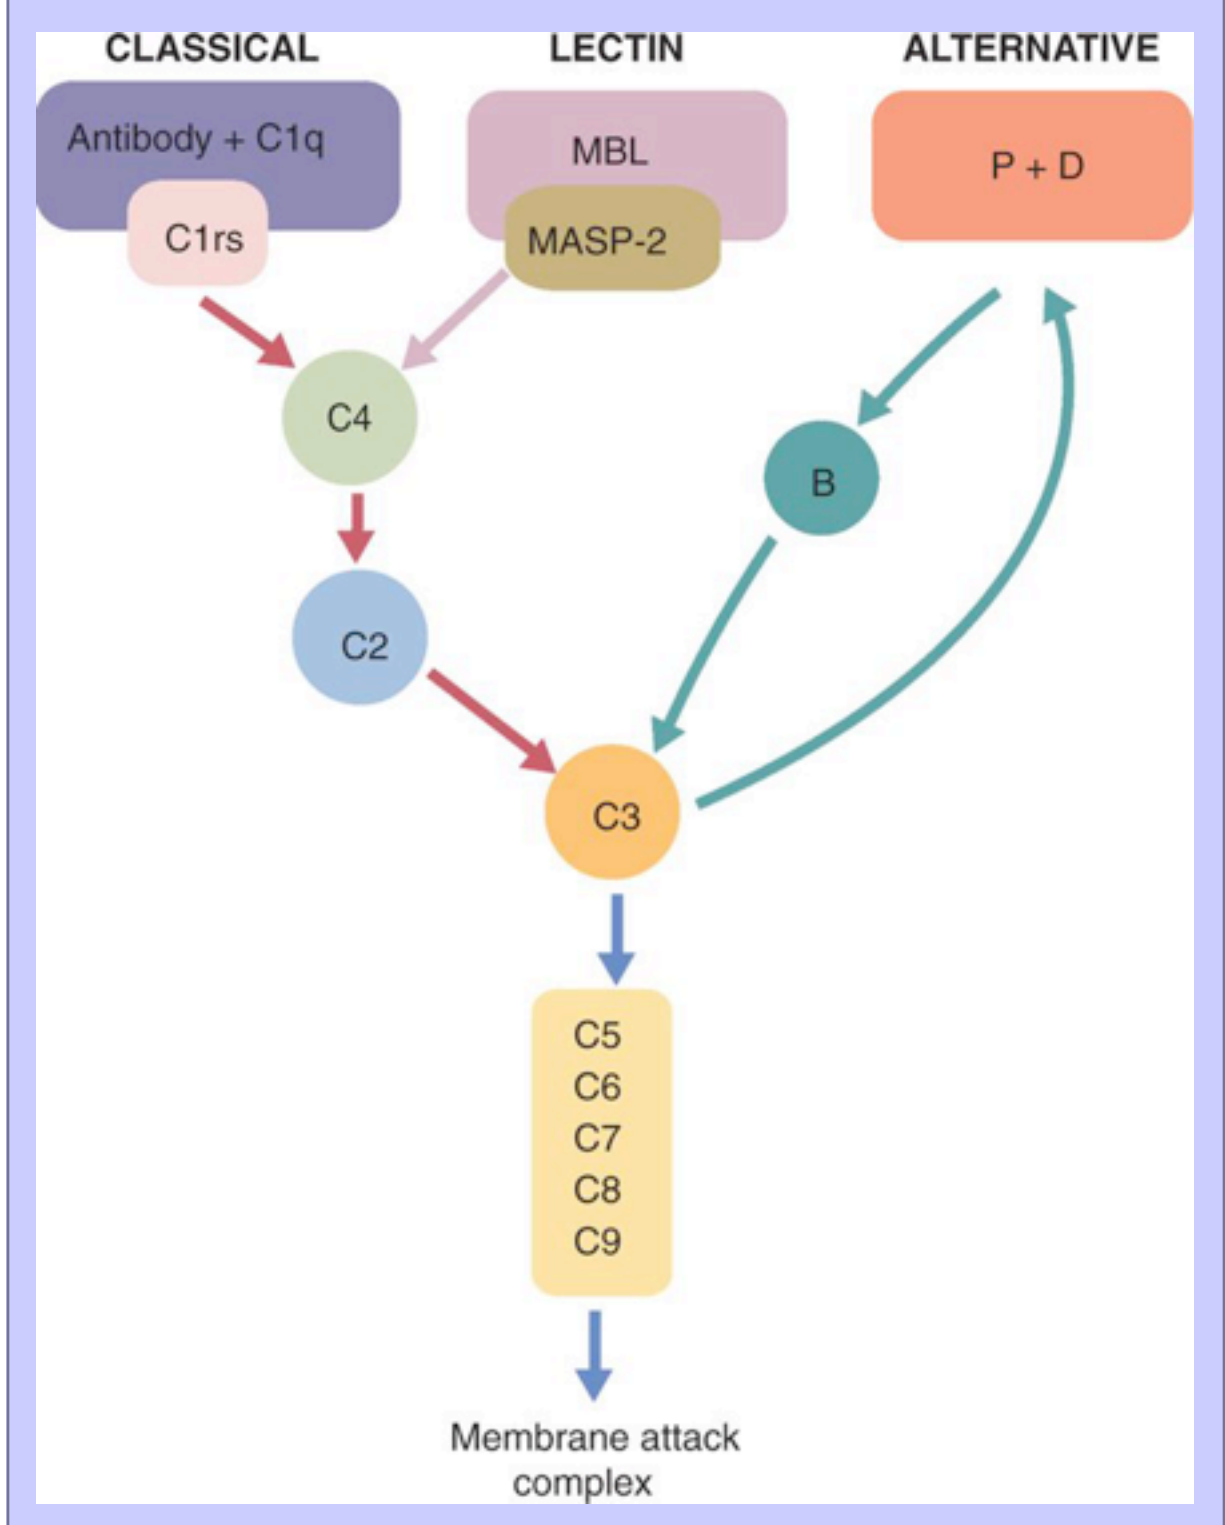 CLASSICAL
LECTIN
ALTERNATIVE
Antibody + C1q
C1rs
MBL
MASP-2
P + D
C4
B
C2
C3
C5
C6
C7
C8
C9
Membrane attack
complex